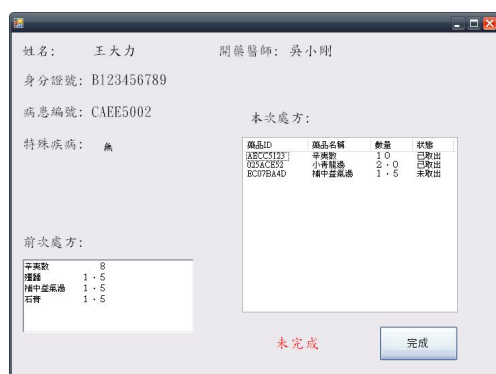 姓名: 王大力 開藥醫師: 吳小剛
身分證號: B123456789
病患編號: CAEE5002
特殊疾病: 無
本次處方:
藥品ID 藥品名稱 數量 狀態
AECC5123 辛夷散 10 已取出
025ACE52 小青龍湯 2.0 已取出
EC07BA4D 補中益氣湯 1.5 未取出
前次處方:
辛夷散 8
1.5
補中益氣湯 1.5
石膏 1.5
未完成
完成